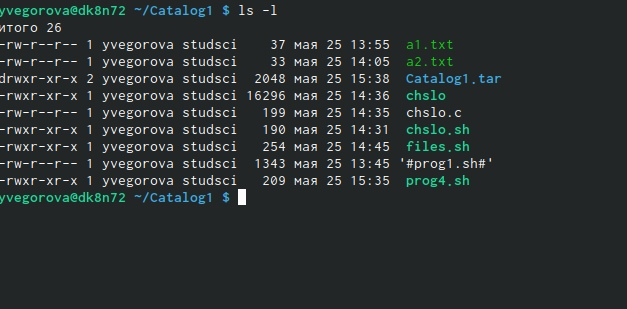 yvegorova@dk8n72 ~/Catalog1 $ ls -l
итого 26
-rw-r--r-- 1 yvegorova studsci    37 мая 25 13:55  a1.txt
-rw-r--r-- 1 yvegorova studsci    33 мая 25 14:05  a2.txt
drwxr-xr-x 2 yvegorova studsci  2048 мая 25 15:38  Catalog1.tar
-rwxr-xr-x 1 yvegorova studsci 16296 мая 25 14:36  chslo
-rw-r--r-- 1 yvegorova studsci   199 мая 25 14:35  chslo.c
-rwxr-xr-x 1 yvegorova studsci   190 мая 25 14:31  chslo.sh
-rwxr-xr-x 1 yvegorova studsci   254 мая 25 14:45  files.sh
-rw-r--r-- 1 yvegorova studsci  1343 мая 25 13:45 '#prog1.sh#'
-rwxr-xr-x 1 yvegorova studsci   209 мая 25 15:35  prog4.sh
yvegorova@dk8n72 ~/Catalog1 $